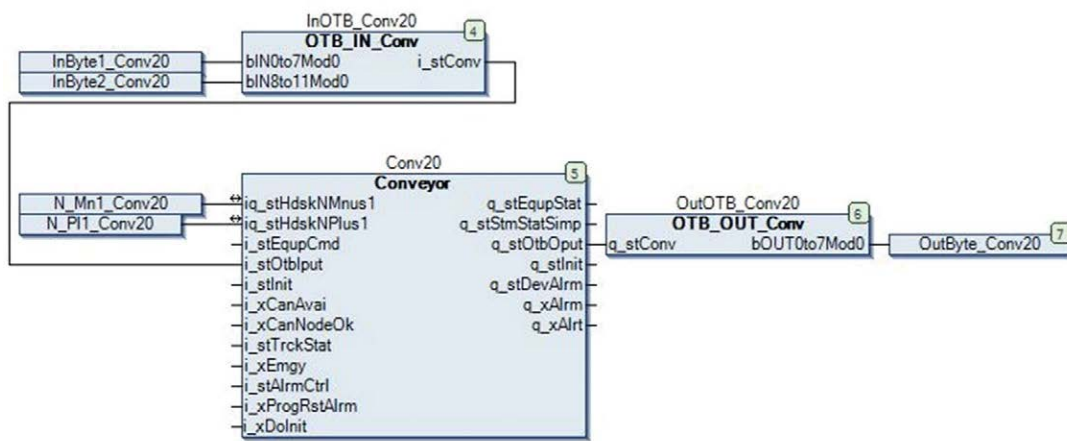 InOTB_Conv20
4
OTB_IN_Conv
InByte1_Conv20 bIN0to7Mod0 i_stConv
InByte2_Conv20 bIN8to11Mod0
Conv20
5
Conveyor
N_Mn1_Conv20 iq_stHdskNMnus1 q_stEqupStat
N_Pl1_Conv20 iq_stHdskNPlus1 q_stStmStatSimp
i_stEqupCmd q_stOtbOput
i_stOtbIput q_stInit
i_stInit q_stDevAlrm
i_xCanAvai q_xAlrm
i_xCanNodeOk q_xAlrt
i_stTrckStat
i_xEmgy
i_stAlrmCtrl
i_xProgRstAlrm
i_xDoInit
OutOTB_Conv20
6
OTB_OUT_Conv
q_stConv bOUT0to7Mod0
7
OutByte_Conv20